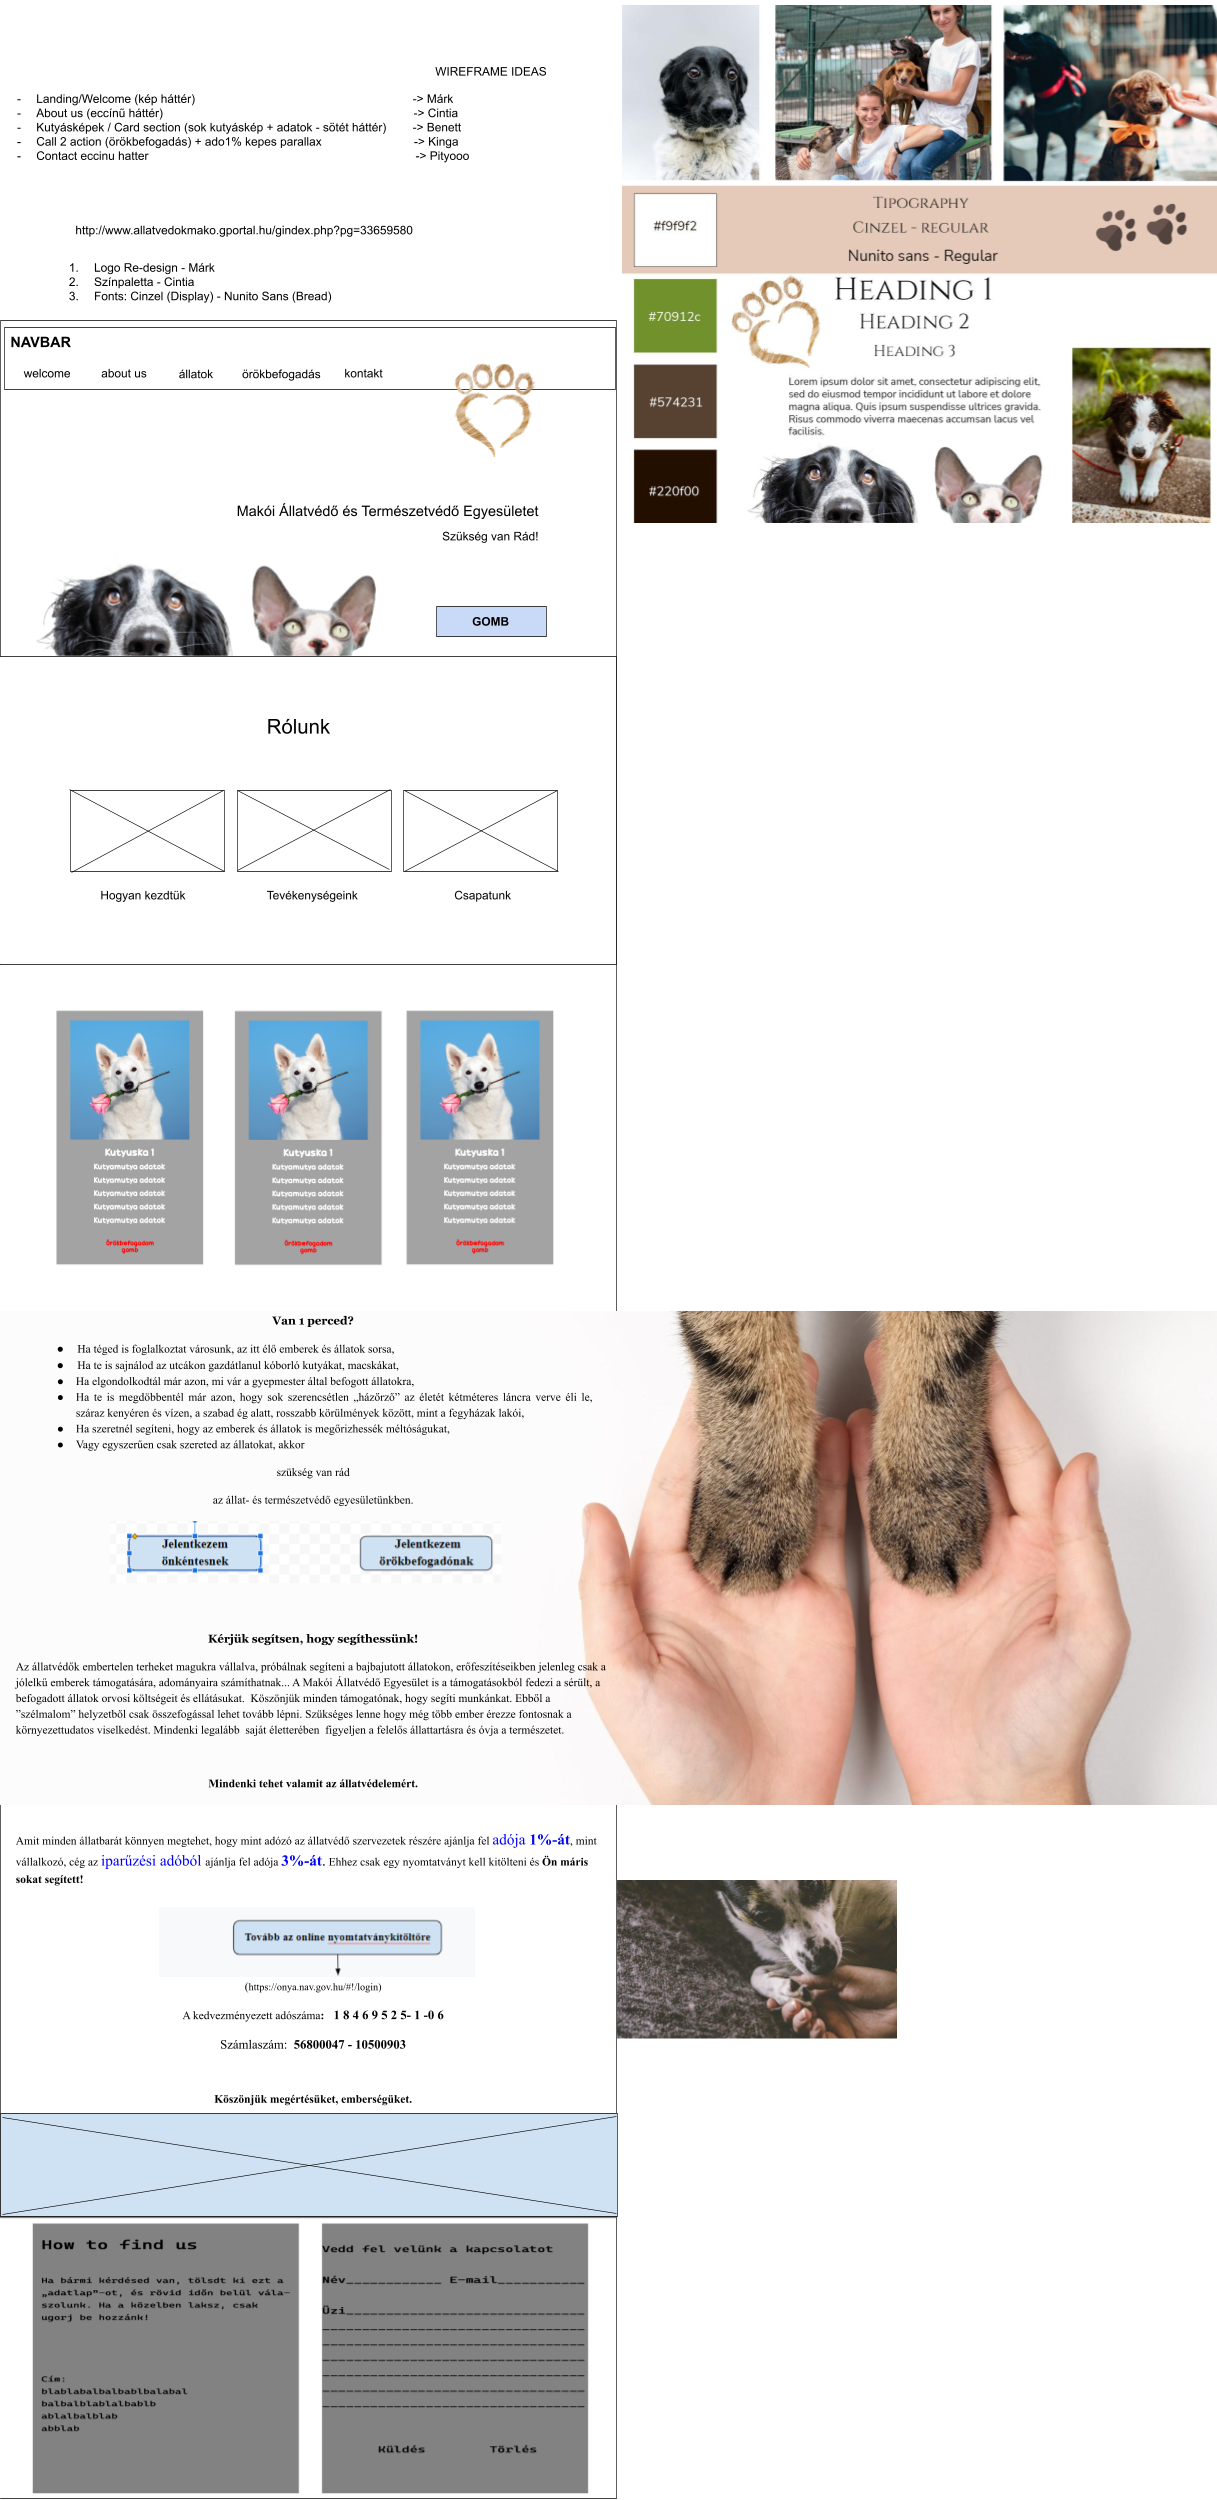 WIREFRAME IDEAS
- Landing/Welcome (kép háttér) -> Márk
- About us (eccínű háttér) -> Cintia
- Kutyásképek / Card section (sok kutyáskép + adatok - sötét háttér) -> Benett
- Call 2 action (örökbefogadás) + ado1% kepes parallax -> Kinga
- Contact eccinu hatter -> Pityooo
http://www.allatvedokmako.gportal.hu/gindex.php?pg=33659580
1. Logo Re-design - Márk
2. Színpaletta - Cintia
3. Fonts: Cinzel (Display) - Nunito Sans (Bread)
#f9f9f2
Tipography
Cinzel - regular
Nunito sans - Regular
#70912c
#574231
#220f00
Heading 1
Heading 2
Heading 3
Lorem ipsum dolor sit amet, consectetur adipiscing elit,
sed do eiusmod tempor incididunt ut labore et dolore
magna aliqua. Quis ipsum suspendisse ultrices gravida.
Risus commodo viverra maecenas accumsan lacus vel
facilisis.
NAVBAR
welcome about us állatok örökbefogadás kontakt
Makói Állatvédő és Természetvédő Egyesületet
Szükség van Rád!
GOMB
Rólunk
Hogyan kezdtük Tevékenységeink Csapatunk
Kutyuska 1 Kutyuska 1 Kutyuska 1
Kutyamutya adatok Kutyamutya adatok Kutyamutya adatok
Kutyamutya adatok Kutyamutya adatok Kutyamutya adatok
Kutyamutya adatok Kutyamutya adatok Kutyamutya adatok
Kutyamutya adatok Kutyamutya adatok Kutyamutya adatok
Kutyamutya adatok Kutyamutya adatok Kutyamutya adatok
Örökbefogadom Örökbefogadom Örökbefogadom
gomb gomb gomb
Van 1 perced?
● Ha téged is foglalkoztat városunk, az itt élő emberek és állatok sorsa,
● Ha te is sajnálod az utcákon gazdátlanul kóborló kutyákat, macskákat,
● Ha elgondolkodtál már azon, mi vár a gyepmester által befogott állatokra,
● Ha te is megdöbbentél már azon, hogy sok szerencsétlen „házőrző” az életét kétméteres láncra verve éli le,
száraz kenyéren és vízen, a szabad ég alatt, rosszabb körülmények között, mint a fegyházak lakói,
● Ha szeretnél segíteni, hogy az emberek és állatok is megőrizhessék méltóságukat,
● Vagy egyszerűen csak szereted az állatokat, akkor
szükség van rád
az állat- és természetvédő egyesületünkben.
Jelentkezem Jelentkezem
önkéntesnek örökbefogadónak
Kérjük segítsen, hogy segíthessünk!
Az állatvédők embertelen terheket magukra vállalva, próbálnak segíteni a bajbajutott állatokon, erőfeszítéseikben jelenleg csak a
jólelkű emberek támogatására, adományaira számíthatnak... A Makói Állatvédő Egyesület is a támogatásokból fedezi a sérült, a
befogadott állatok orvosi költségeit és ellátásukat. Köszönjük minden támogatónak, hogy segíti munkánkat. Ebből a
”szélmalom” helyzetből csak összefogással lehet tovább lépni. Szükséges lenne hogy még több ember érezze fontosnak a
környezettudatos viselkedést. Mindenki legalább saját életterében figyeljen a felelős állattartásra és óvja a természetet.
Mindenki tehet valamit az állatvédelemért.
Amit minden állatbarát könnyen megtehet, hogy mint adózó az állatvédő szervezetek részére ajánlja fel adója 1%-át, mint
vállalkozó, cég az iparűzési adóból ajánlja fel adója 3%-át. Ehhez csak egy nyomtatványt kell kitölteni és Ön máris
sokat segített!
Tovább az online nyomtatványkitöltőre
(https://onya.nav.gov.hu/#!/login)
A kedvezményezett adószáma: 1 8 4 6 9 5 2 5- 1 -0 6
Számlaszám: 56800047 - 10500903
Köszönjük megértésüket, emberségüket.
How to find us
Ha bármi kérdésed van, tölsdt ki ezt a
„adatlap”-ot, és rövid időn belül vála-
szolunk. Ha a közelben laksz, csak
ugorj be hozzánk!
Cím:
blablabalbalbablbalabal
balbalblablalbablb
ablalbalblab
abblab
Vedd fel velünk a kapcsolatot
Név____________ E-mail___________
Üzi______________________________
Küldés Törlés